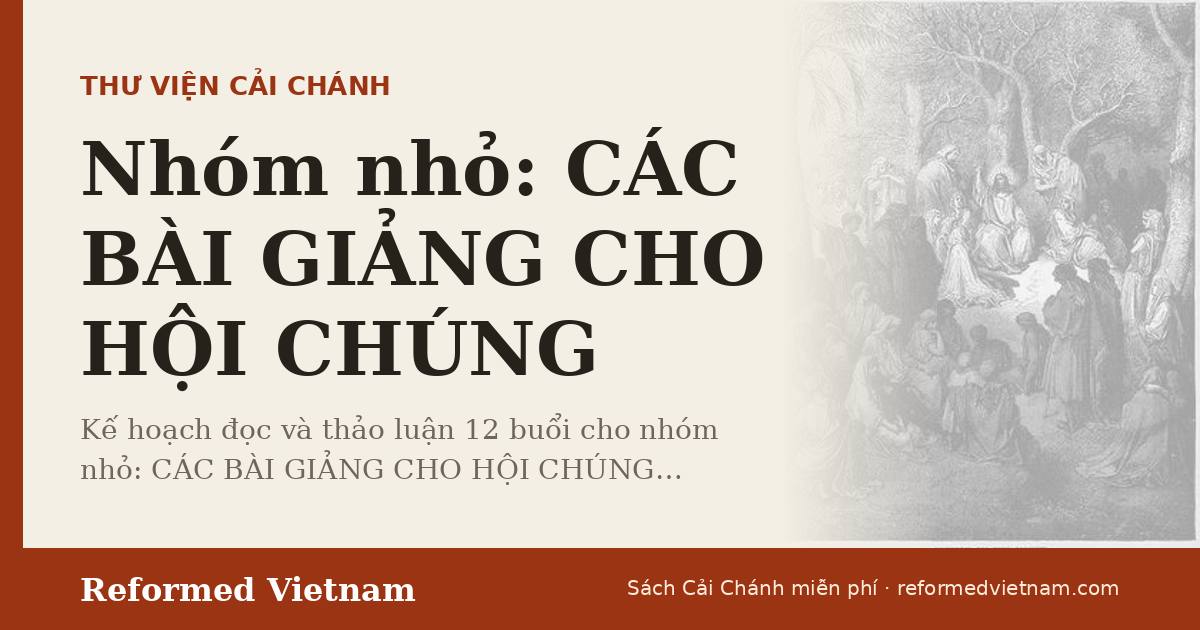 THƯ VIỆN CẢI CHÁNH
Nhóm nhỏ: CÁC
BÀI GIẢNG CHO
HỘI CHÚNG
Kế hoạch đọc và thảo luận 12 buổi cho nhóm
nhỏ: CÁC BÀI GIẢNG CHO HỘI CHÚNG...
Reformed Vietnam
Sách Cải Chánh miễn phí · reformedvietnam.com